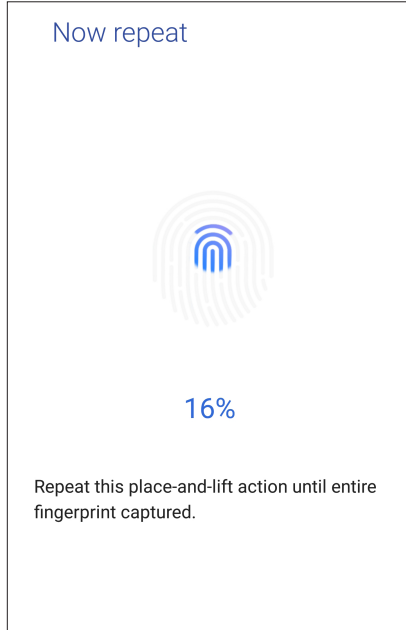 Now repeat
16%
Repeat this place-and-lift action until entire
fingerprint captured.